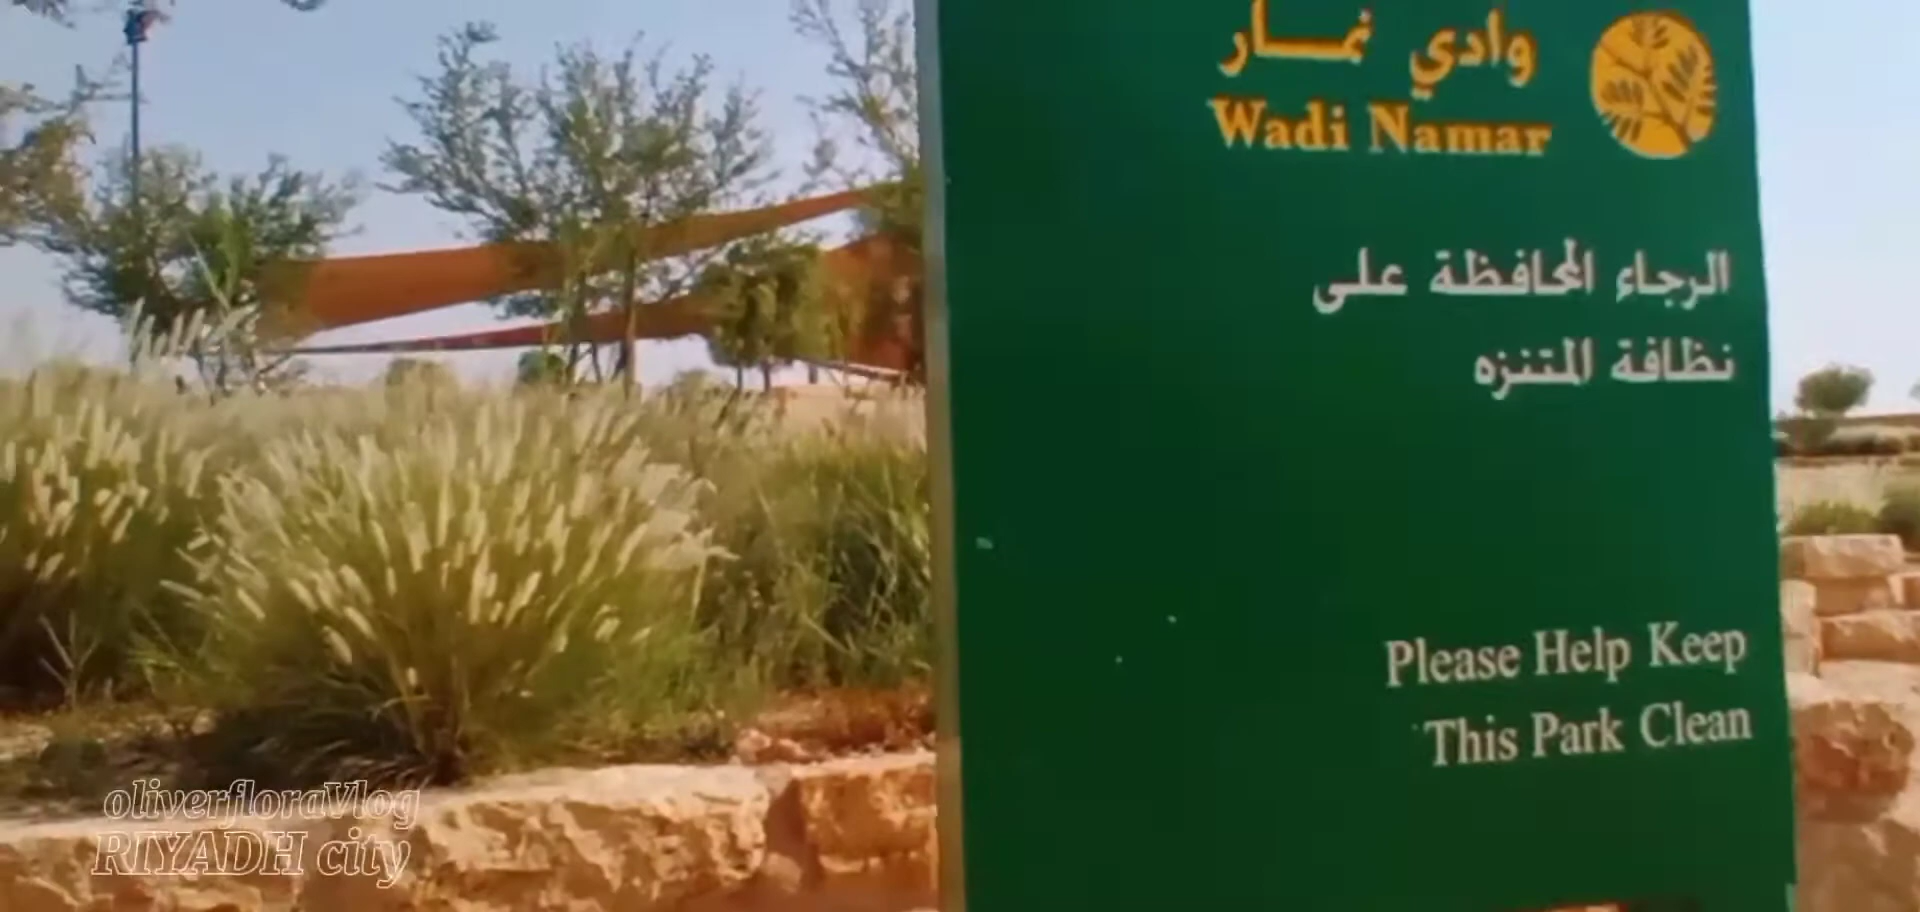 وادي نمار
Wadi Namar
الرجاء المحافظة على
نظافة المتنزه
Please Help Keep
This Park Clean
oliverfloraVlog
RIYADH city